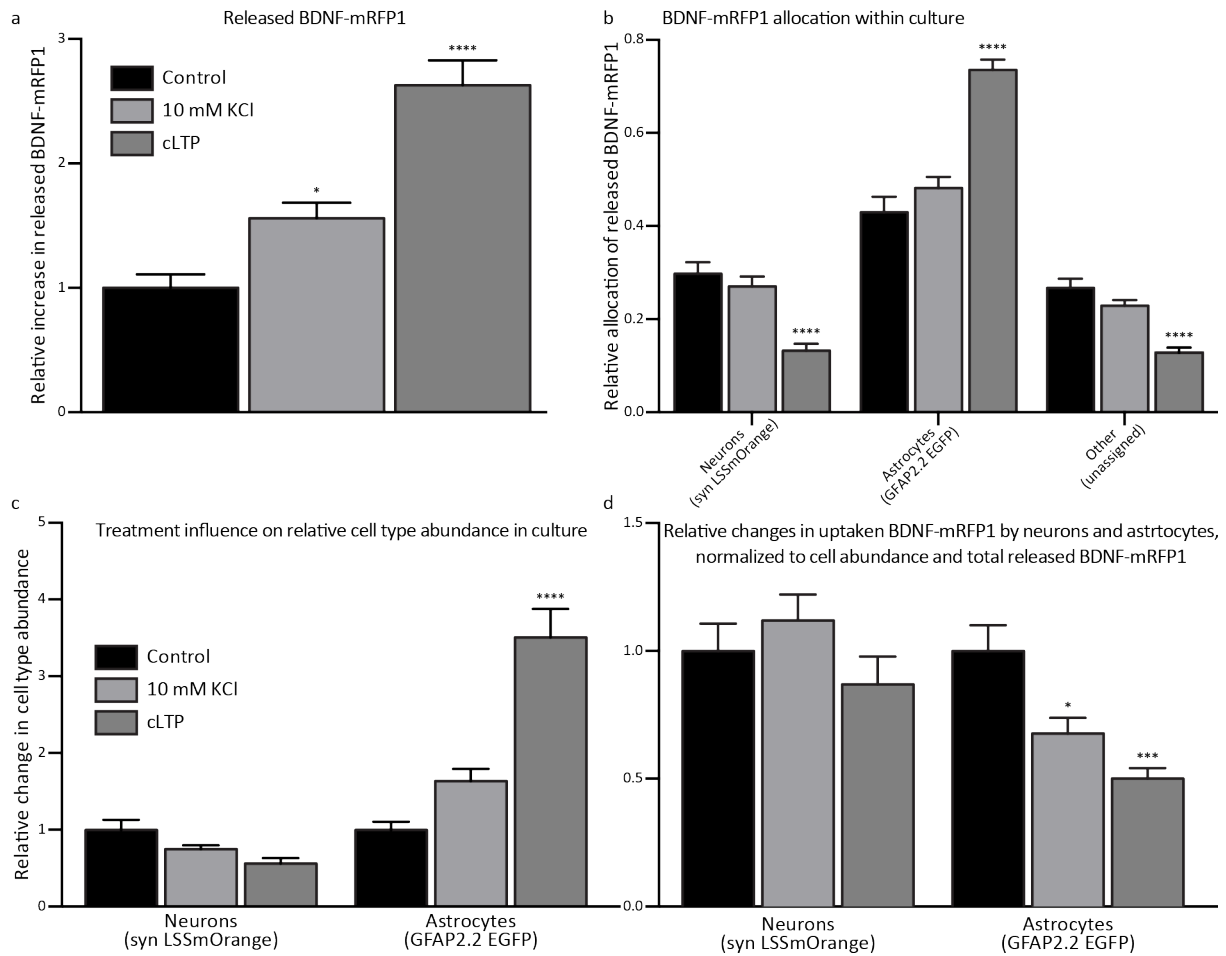 a
Released BDNF-mRFP1
Relative increase in released BDNF-mRFP1
3
2
1
0
Control
10 mM KCl
cLTP
*
****
b
BDNF-mRFP1 allocation within culture
Relative allocation of released BDNF-mRFP1
0.8
0.6
0.4
0.2
0.0
****
****
****
Neurons
(syn LSSmOrange)
Astrocytes
(GFAP2.2 EGFP)
Other
(unassigned)
c
Treatment influence on relative cell type abundance in culture
Relative change in cell type abundance
5
4
3
2
1
0
Control
10 mM KCl
cLTP
****
Neurons
(syn LSSmOrange)
Astrocytes
(GFAP2.2 EGFP)
d
Relative changes in uptaken BDNF-mRFP1 by neurons and astrtocytes,
normalized to cell abundance and total released BDNF-mRFP1
1.5
1.0
0.5
0.0
*
***
Neurons
(syn LSSmOrange)
Astrocytes
(GFAP2.2 EGFP)